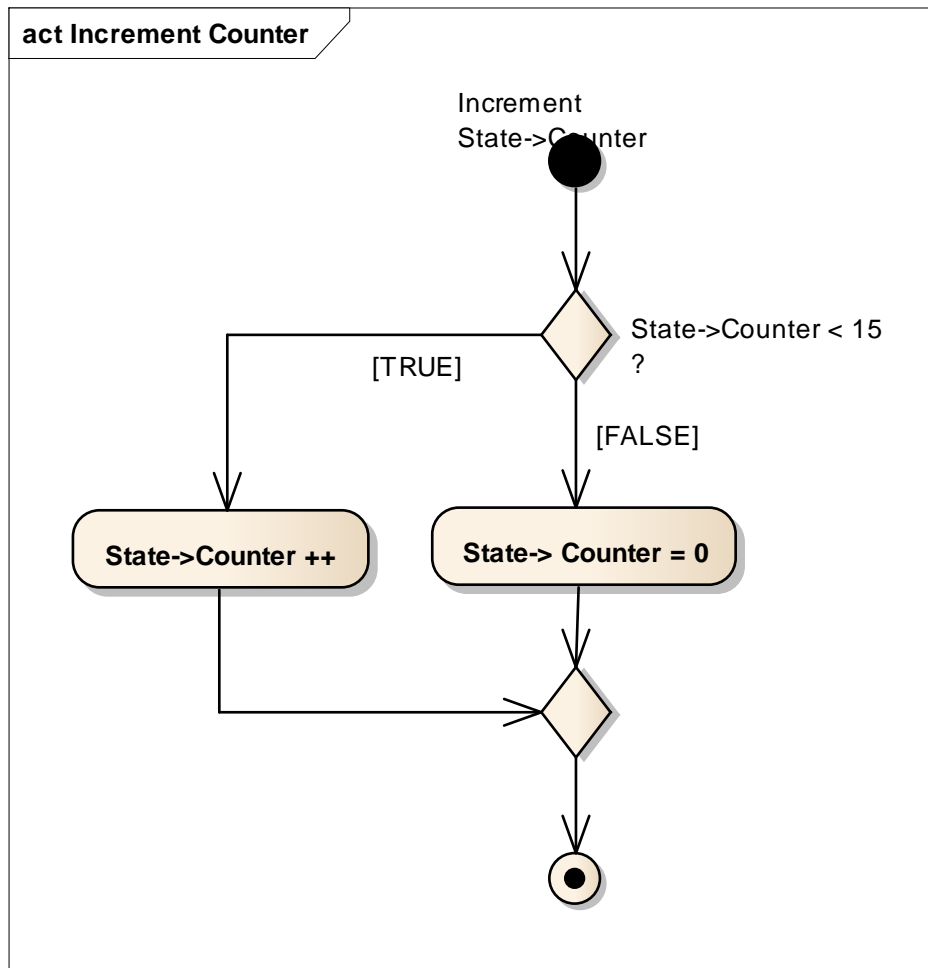 act Increment Counter
Increment
State->Counter
State->Counter < 15
?
[TRUE]
[FALSE]
State->Counter ++
State-> Counter = 0